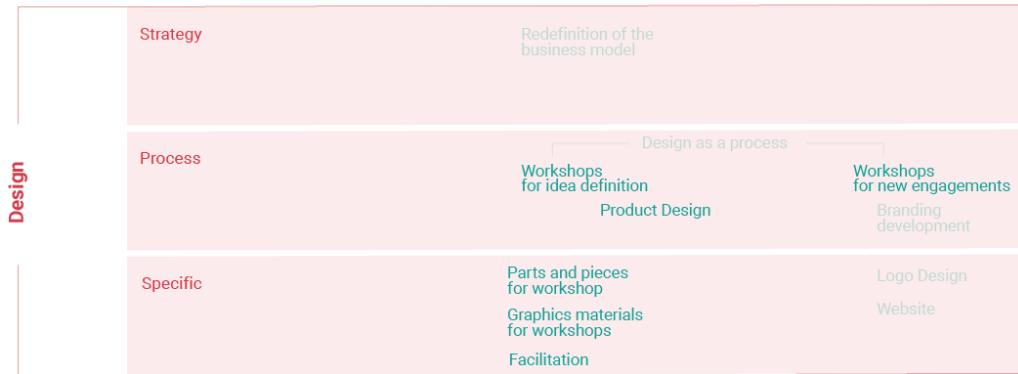 Design
Strategy
Redefinition of the
business model
Process
Design as a process
Workshops
for idea definition
Workshops
for new engagements
Product Design
Branding
development
Specific
Parts and pieces
for workshop
Graphics materials
for workshops
Facilitation
Logo Design
Website